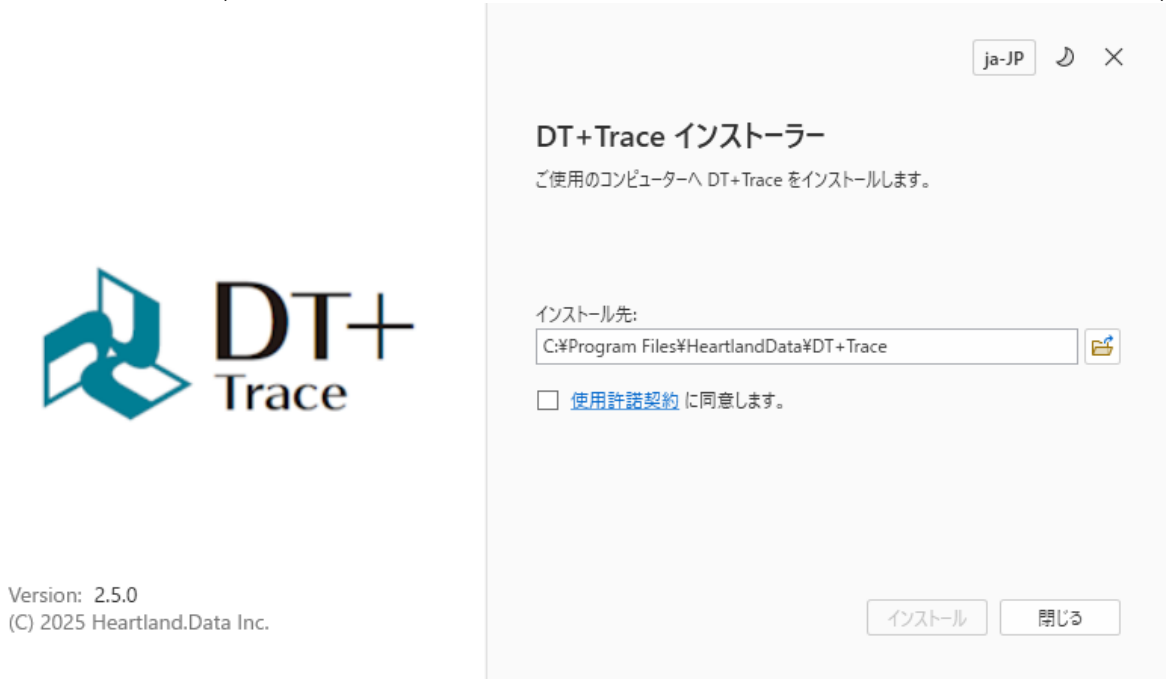 ja-JP
DT+Trace インストーラー
ご使用のコンピューターへ DT+Trace をインストールします。
インストール先:
C:¥Program Files¥HeartlandData¥DT+Trace
使用許諾契約 に同意します。
DT+
Trace
Version: 2.5.0
(C) 2025 Heartland.Data Inc.
インストール
閉じる